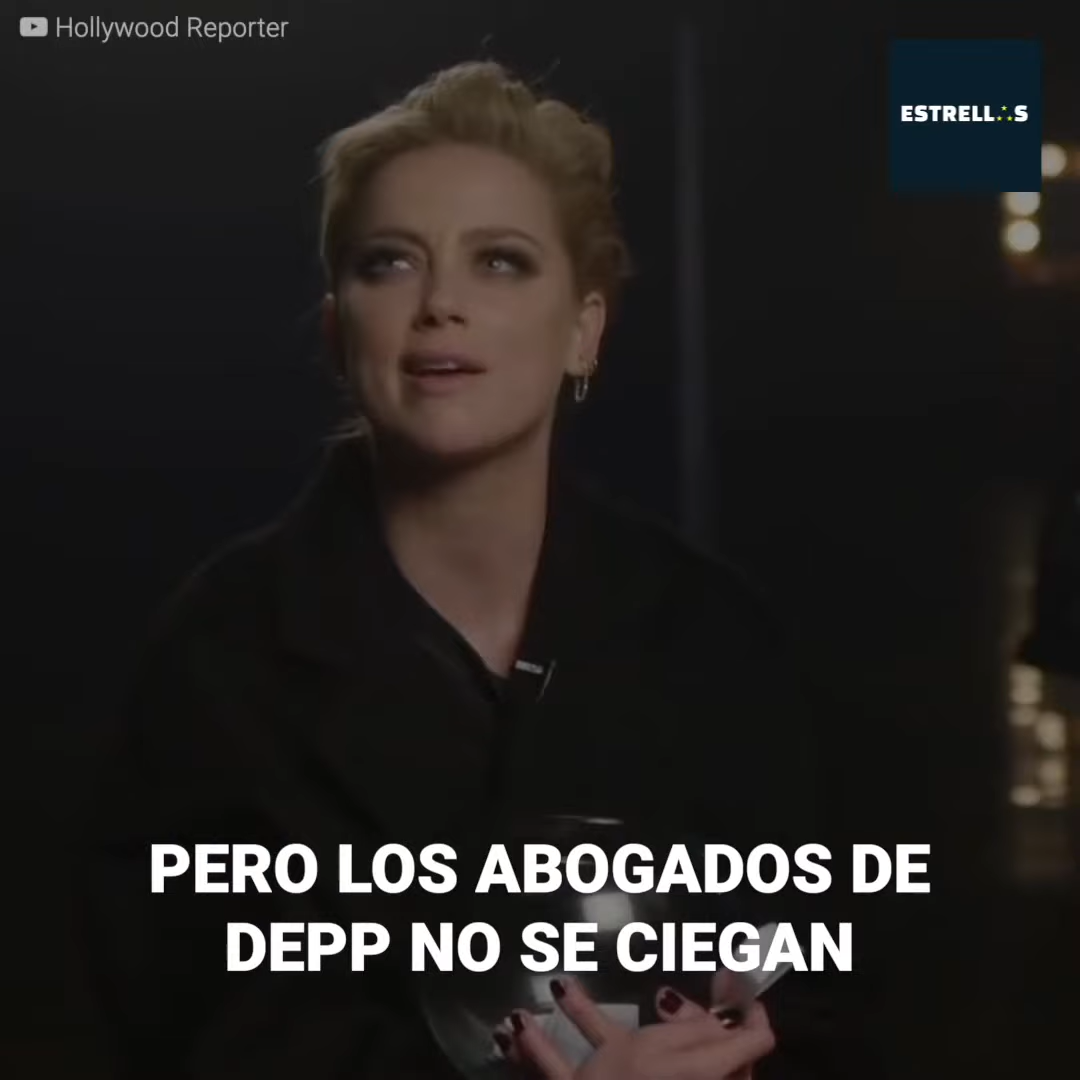 Hollywood Reporter
ESTRELLAS
PERO LOS ABOGADOS DE
DEPP NO SE CIEGAN